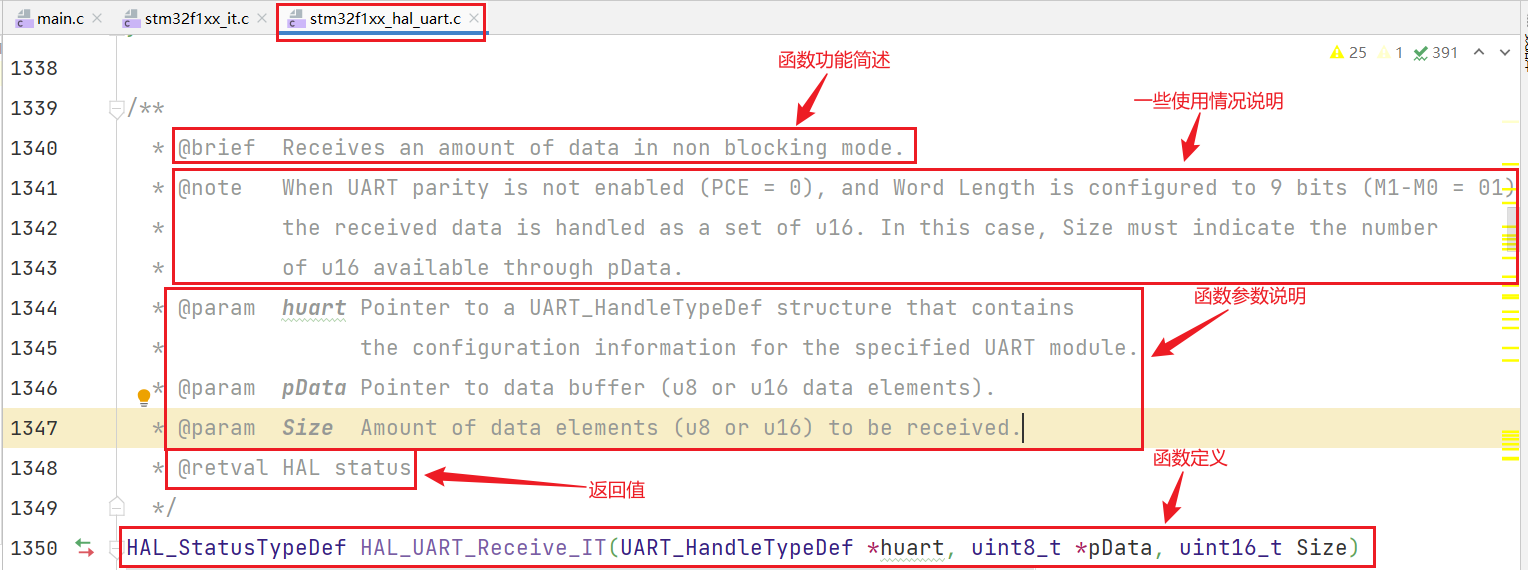 main.c stm32f1xx_it.c stm32f1xx_hal_uart.c
函数功能简述
25 1 391
1338
一些使用情况说明
1339 /**
1340 * @brief Receives an amount of data in non blocking mode.
1341 * @note When UART parity is not enabled (PCE = 0), and Word Length is configured to 9 bits (M1-M0 = 01)
1342 * the received data is handled as a set of u16. In this case, Size must indicate the number
1343 * of u16 available through pData.
函数参数说明
1344 * @param huart Pointer to a UART_HandleTypeDef structure that contains
1345 * the configuration information for the specified UART module.
1346 * @param pData Pointer to data buffer (u8 or u16 data elements).
1347 * @param Size Amount of data elements (u8 or u16) to be received.
函数定义
1348 * @retval HAL status
返回值
1349 */
1350 HAL_StatusTypeDef HAL_UART_Receive_IT(UART_HandleTypeDef *huart, uint8_t *pData, uint16_t Size)